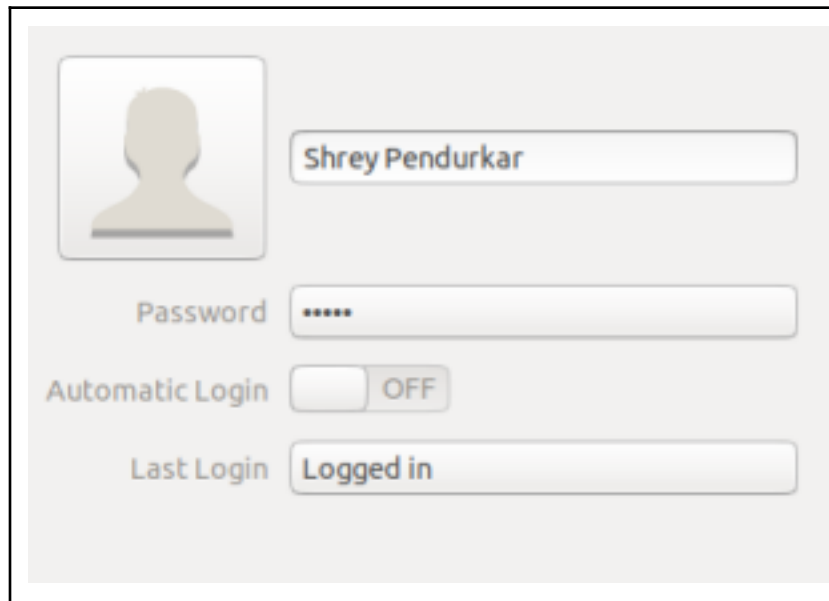 Shrey Pendurkar
Password •••••
Automatic Login OFF
Last Login Logged in